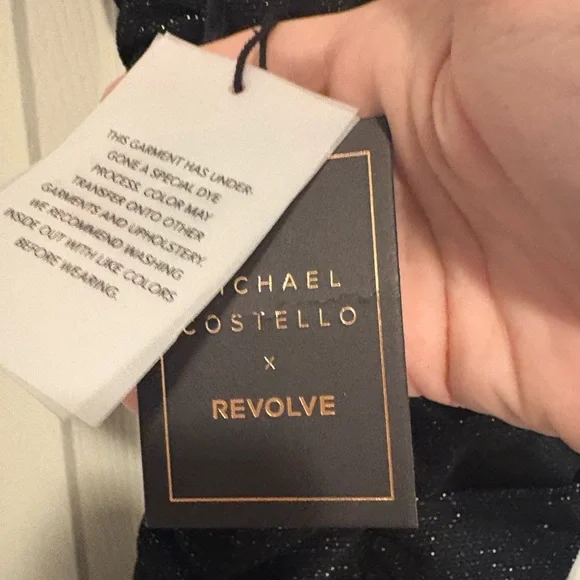 THIS GARMENT HAS UNDER-
GONE A SPECIAL DYE
PROCESS. COLOR MAY
TRANSFER ONTO OTHER
GARMENTS AND UPHOLSTERY.
WE RECOMMEND WASHING
INSIDE OUT WITH LIKE COLORS
BEFORE WEARING.
MICHAEL
COSTELLO
x
REVOLVE